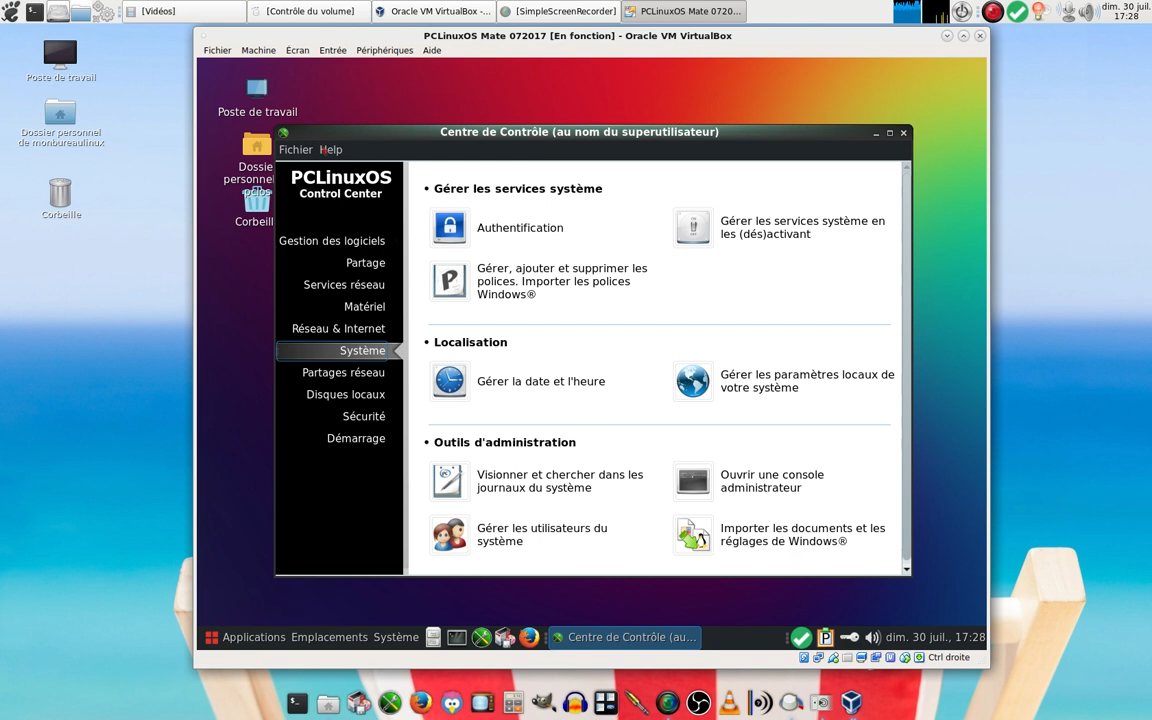 [Vidéos]
[Contrôle du volume]
Oracle VM VirtualBox -...
[SimpleScreenRecorder]
PCLinuxOS Mate 0720...
dim. 30 juil.
17:28
Poste de travail
Dossier personnel
de monbureaulinux
Corbeille
PCLinuxOS Mate 072017 [En fonction] - Oracle VM VirtualBox
Fichier Machine Écran Entrée Périphériques Aide
Poste de travail
Dossie
personnel
pclos
Corbeill
Centre de Contrôle (au nom du superutilisateur)
Fichier Help
PCLinuxOS
Control Center
Gestion des logiciels
Partage
Services réseau
Matériel
Réseau & Internet
Système
Partages réseau
Disques locaux
Sécurité
Démarrage
• Gérer les services système
Authentification
Gérer les services système en
les (dés)activant
Gérer, ajouter et supprimer les
polices. Importer les polices
Windows®
• Localisation
Gérer la date et l'heure
Gérer les paramètres locaux de
votre système
• Outils d'administration
Visionner et chercher dans les
journaux du système
Ouvrir une console
administrateur
Gérer les utilisateurs du
système
Importer les documents et les
réglages de Windows®
Applications Emplacements Système
Centre de Contrôle (au...
dim. 30 juil., 17:28
Ctrl droite